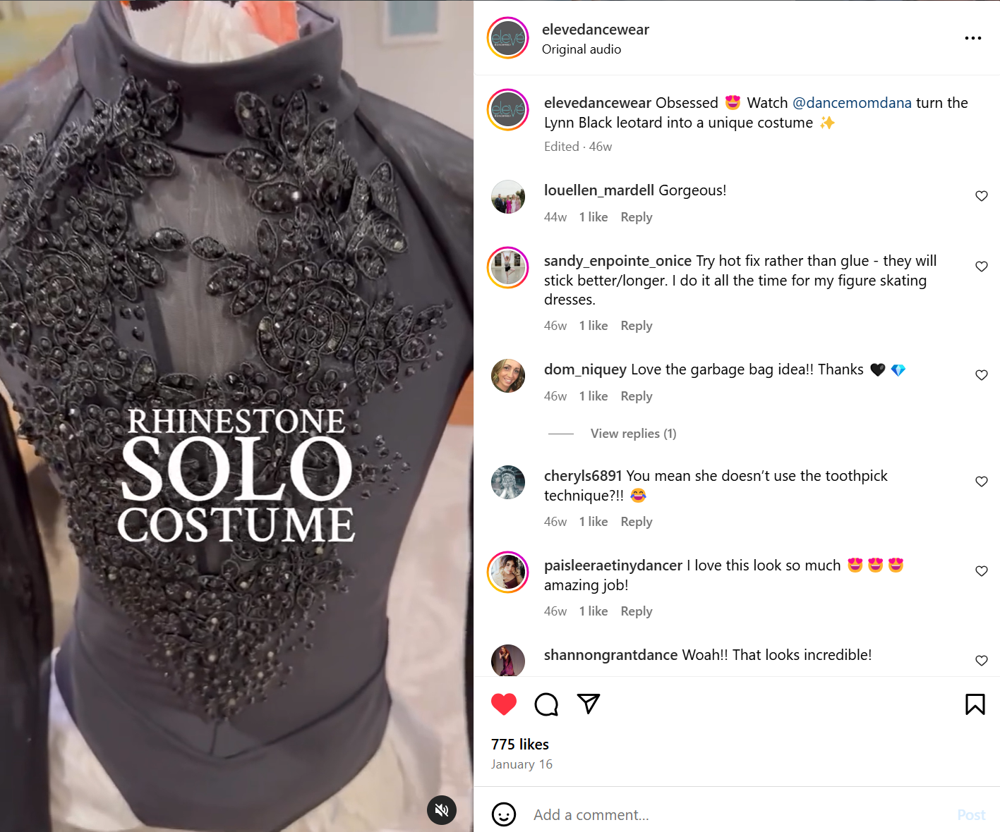 RHINESTONE
SOLO
COSTUME
elevé
DANCEWEAR
elevedancewear
Original audio
elevé
DANCEWEAR
elevedancewear Obsessed 😍 Watch @dancemomdana turn the
Lynn Black leotard into a unique costume ✨
Edited · 46w
louellen_mardell Gorgeous!
44w 1 like Reply
sandy_enpointe_onice Try hot fix rather than glue - they will
stick better/longer. I do it all the time for my figure skating
dresses.
46w 1 like Reply
dom_niquey Love the garbage bag idea!! Thanks 🖤 💎
46w 1 like Reply
View replies (1)
cheryls6891 You mean she doesn’t use the toothpick
technique?!! 😂
46w 1 like Reply
paisleeraetinydancer I love this look so much 😍 😍 😍
amazing job!
46w 1 like Reply
shannongrantdance Woah!! That looks incredible!
775 likes
January 16
Add a comment...
Post